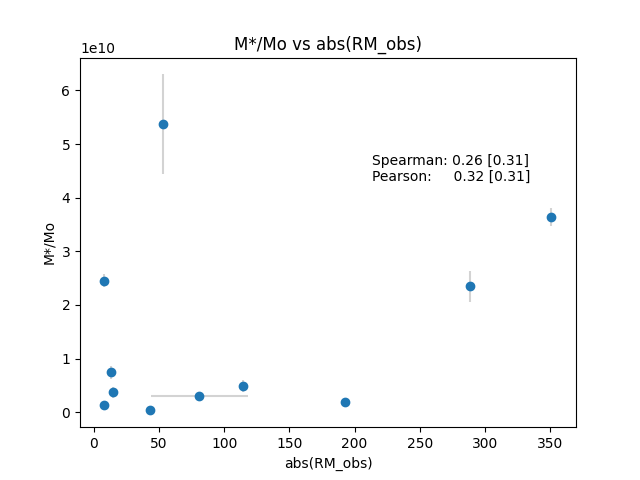 M*/Mo vs abs(RM_obs)
1e10
6
5
4
3
2
1
0
M*/Mo
Spearman: 0.26 [0.31]
Pearson: 0.32 [0.31]
0 50 100 150 200 250 300 350
abs(RM_obs)